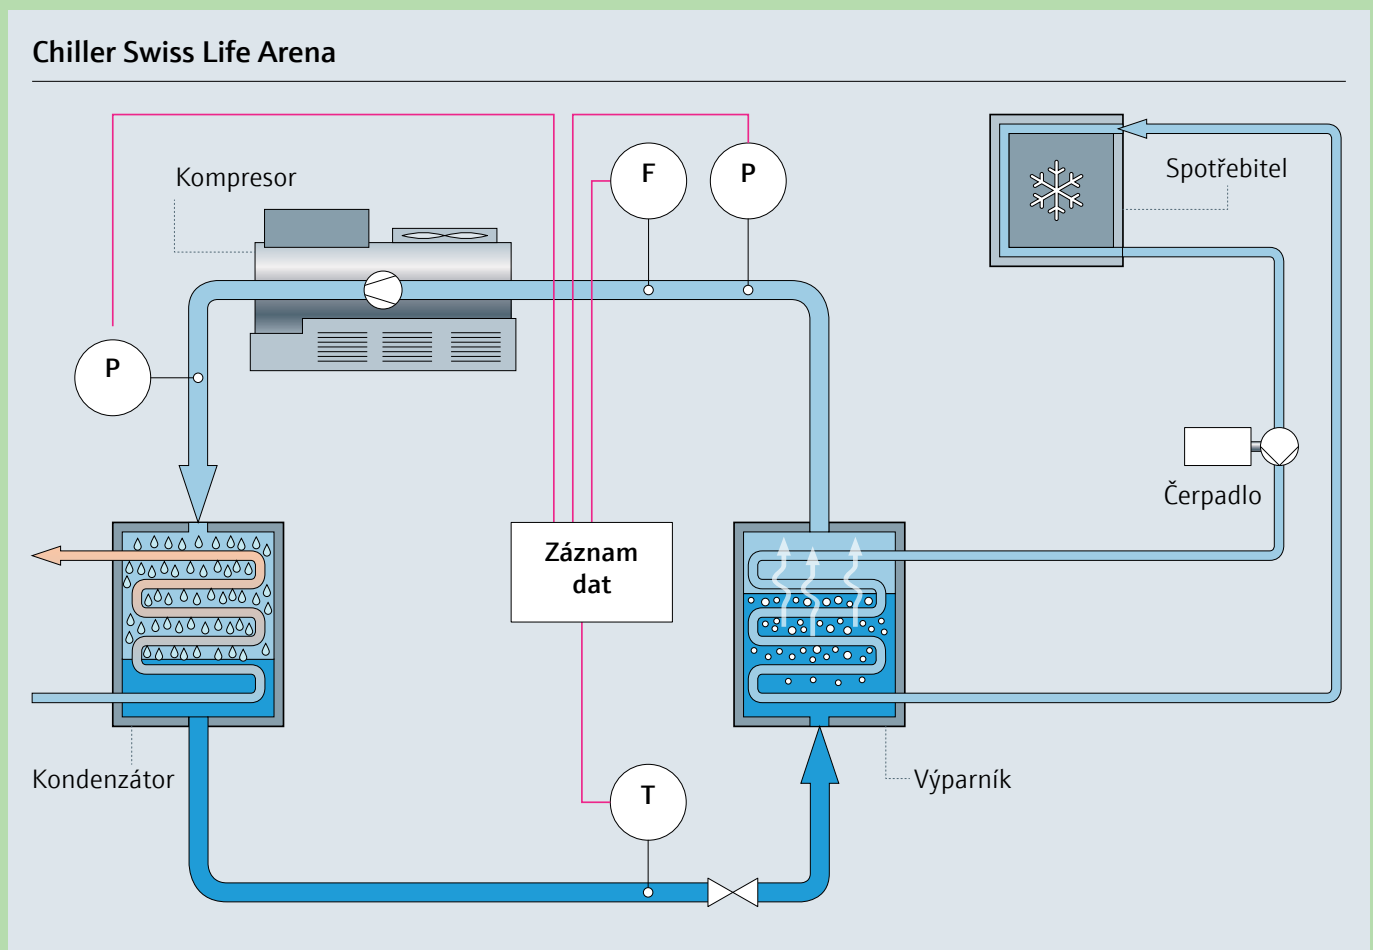 Chiller Swiss Life Arena
Kompresor
F
P
Spotřebitel
P
Čerpadlo
Záznam
dat
Kondenzátor
T
Výparník